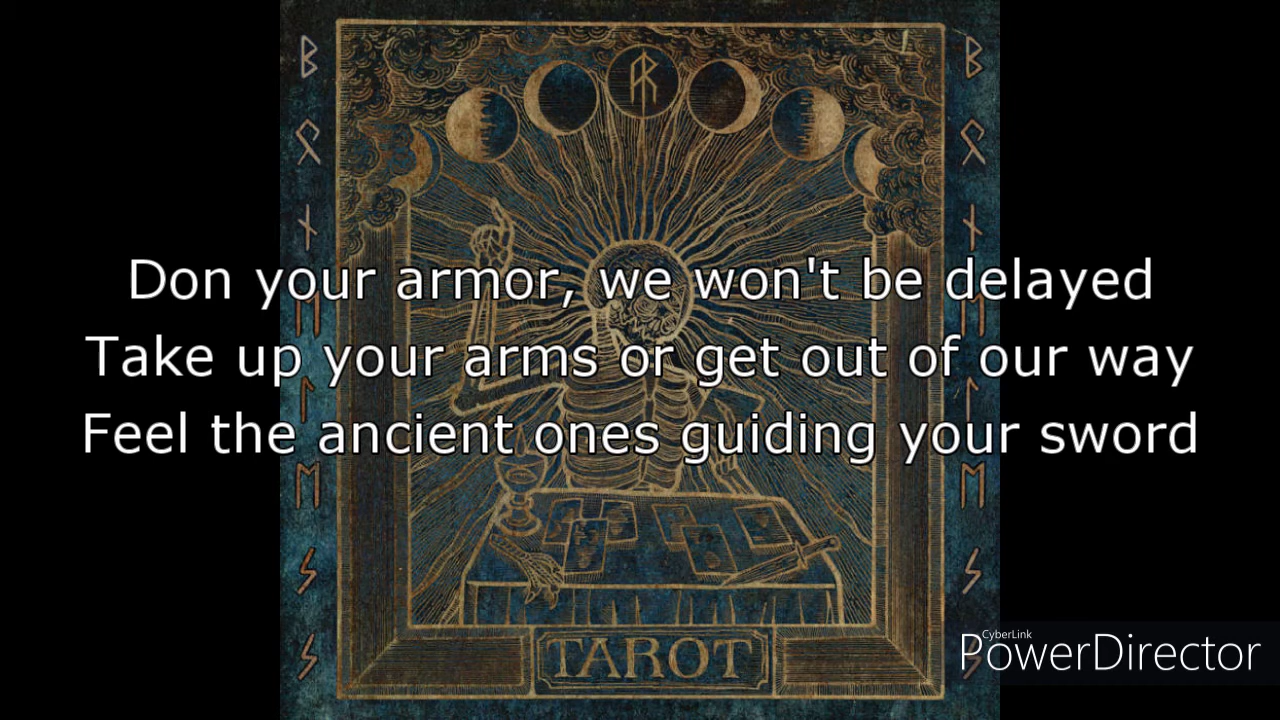 Don your armor, we won't be delayed
Take up your arms or get out of our way
Feel the ancient ones guiding your sword
TAROT
CyberLink
PowerDirector